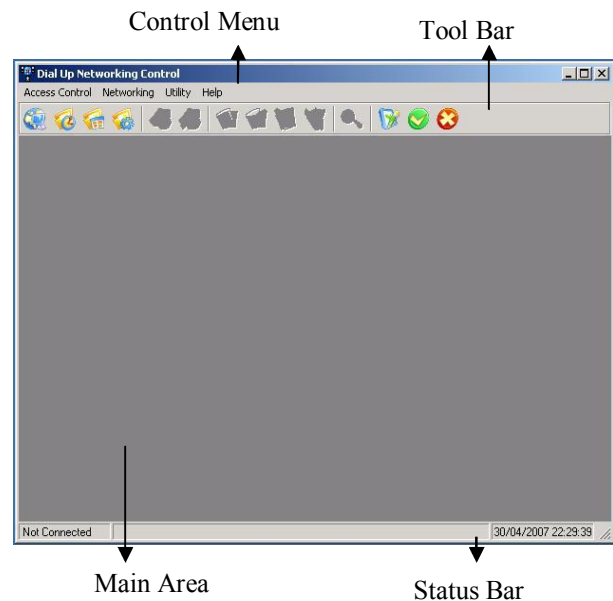 Control Menu
Tool Bar
Dial Up Networking Control
Access Control Networking Utility Help
Not Connected
30/04/2007 22:29:39
Main Area
Status Bar